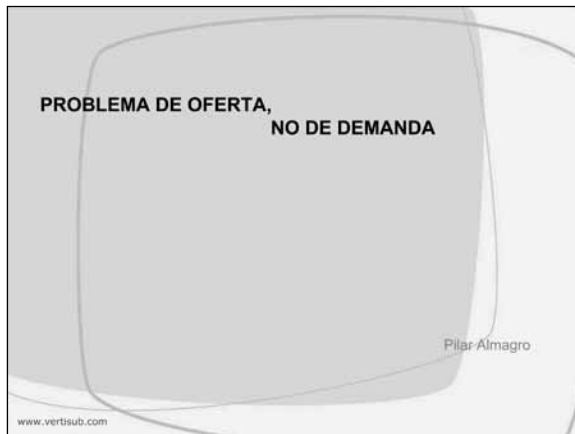 PROBLEMA DE OFERTA,
NO DE DEMANDA
Pilar Almagro
www.vertisub.com